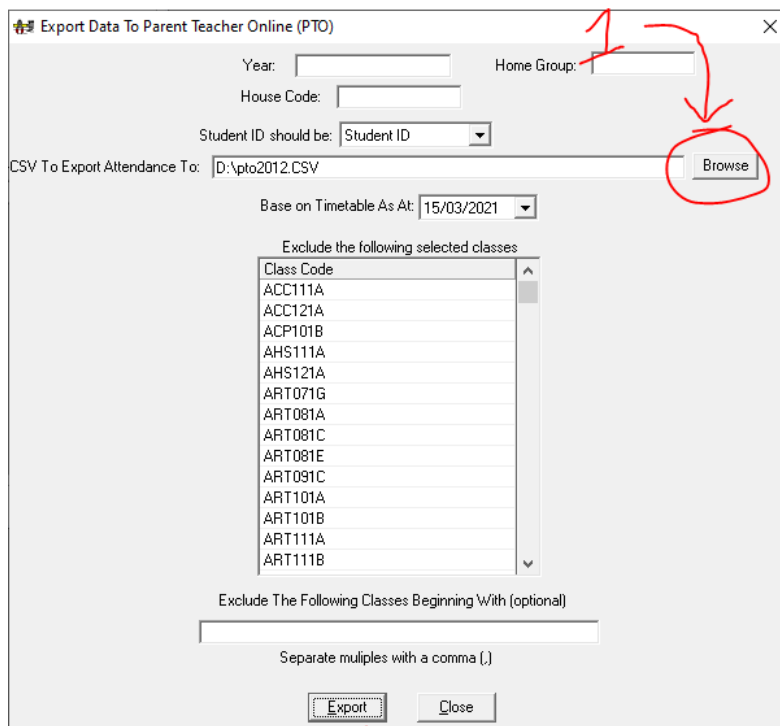 Export Data To Parent Teacher Online (PTO)
1
Year: Home Group:
House Code:
Student ID should be: Student ID
CSV To Export Attendance To: D:\pto2012.CSV Browse
Base on Timetable As At: 15/03/2021
Exclude the following selected classes
Class Code
ACC111A
ACC121A
ACP101B
AHS111A
AHS121A
ART071G
ART081A
ART081C
ART081E
ART091C
ART101A
ART101B
ART111A
ART111B
Exclude The Following Classes Beginning With (optional)
Separate muliples with a comma (,)
Export Close